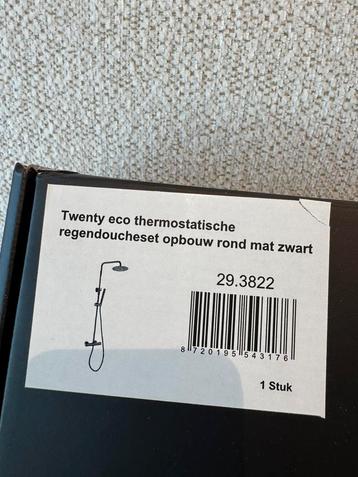 Twenty eco thermostatische
regendoucheset opbouw rond mat zwart
29.3822
8 720195 543176
1 Stuk